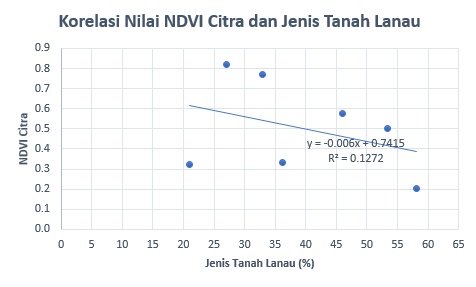 Korelasi Nilai NDVI Citra dan Jenis Tanah Lanau
0.9
0.8
0.7
0.6
0.5
0.4
0.3
0.2
0.1
0.0
NDVI Citra
y = -0.006x + 0.7415
R² = 0.1272
0 5 10 15 20 25 30 35 40 45 50 55 60 65
Jenis Tanah Lanau (%)